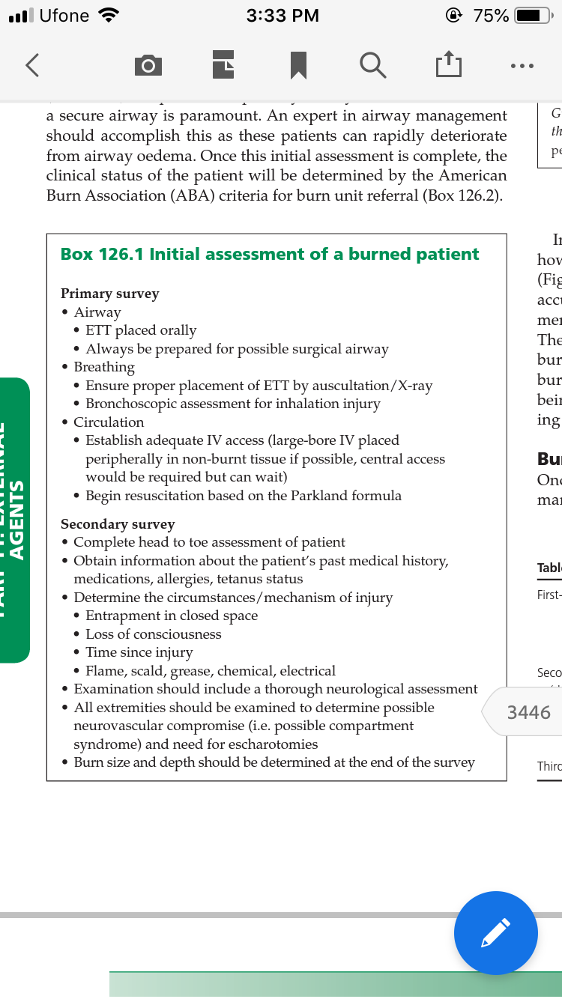 Ufone
3:33 PM
75%
a secure airway is paramount. An expert in airway management
should accomplish this as these patients can rapidly deteriorate
from airway oedema. Once this initial assessment is complete, the
clinical status of the patient will be determined by the American
Burn Association (ABA) criteria for burn unit referral (Box 126.2).
Box 126.1 Initial assessment of a burned patient
Primary survey
• Airway
• ETT placed orally
• Always be prepared for possible surgical airway
• Breathing
• Ensure proper placement of ETT by auscultation/X-ray
• Bronchoscopic assessment for inhalation injury
• Circulation
• Establish adequate IV access (large-bore IV placed
peripherally in non-burnt tissue if possible, central access
would be required but can wait)
• Begin resuscitation based on the Parkland formula
Secondary survey
• Complete head to toe assessment of patient
• Obtain information about the patient's past medical history,
medications, allergies, tetanus status
• Determine the circumstances/mechanism of injury
• Entrapment in closed space
• Loss of consciousness
• Time since injury
• Flame, scald, grease, chemical, electrical
• Examination should include a thorough neurological assessment
• All extremities should be examined to determine possible
neurovascular compromise (i.e. possible compartment
syndrome) and need for escharotomies
• Burn size and depth should be determined at the end of the survey
AGENTS
3446
G
th
pe
In
how
(Fig
accu
mer
The
bur
bur
bein
ing
Bu
Onc
man
Tabl
First-
Seco
Third